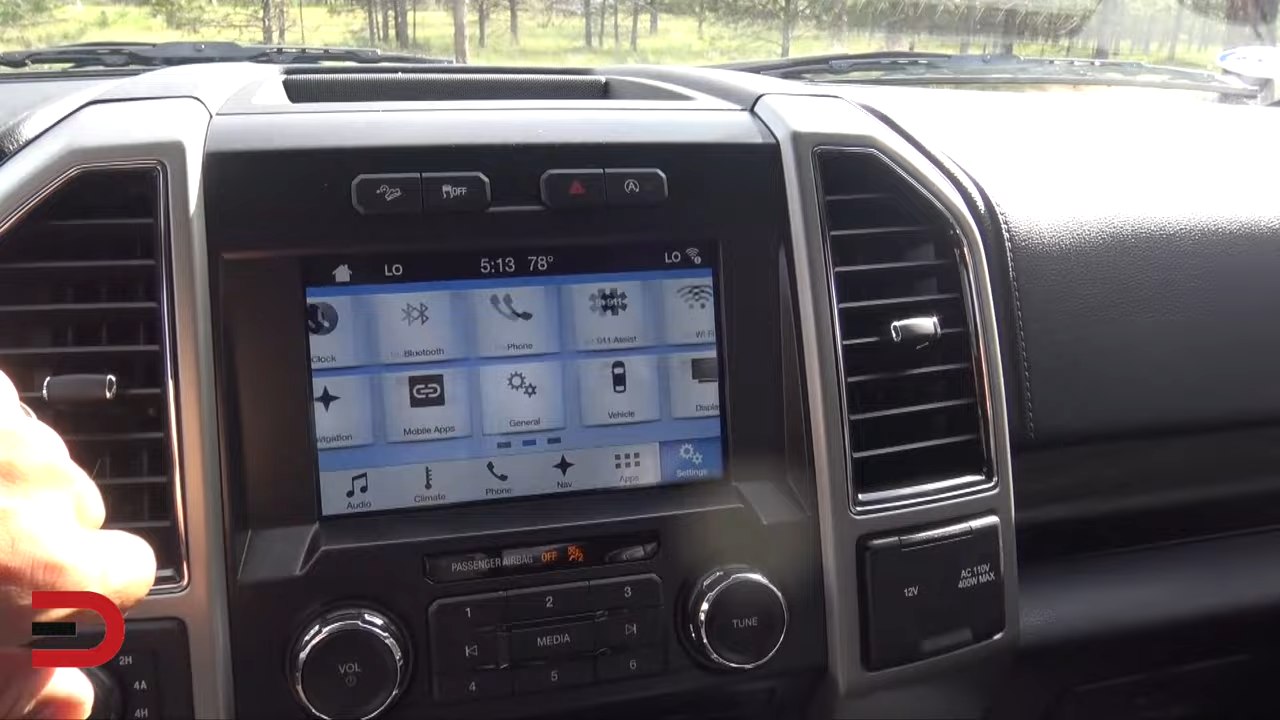 OFF
LO 5:13 78° LO
Clock Bluetooth Phone 911 Assist Wi-Fi
Navigation Mobile Apps General Vehicle Display
Audio Climate Phone Nav Apps Settings
PASSENGER AIRBAG OFF
1 2 3
MEDIA
4 5 6
VOL
TUNE
12V
AC 110V
400W MAX
2H
4A
4H